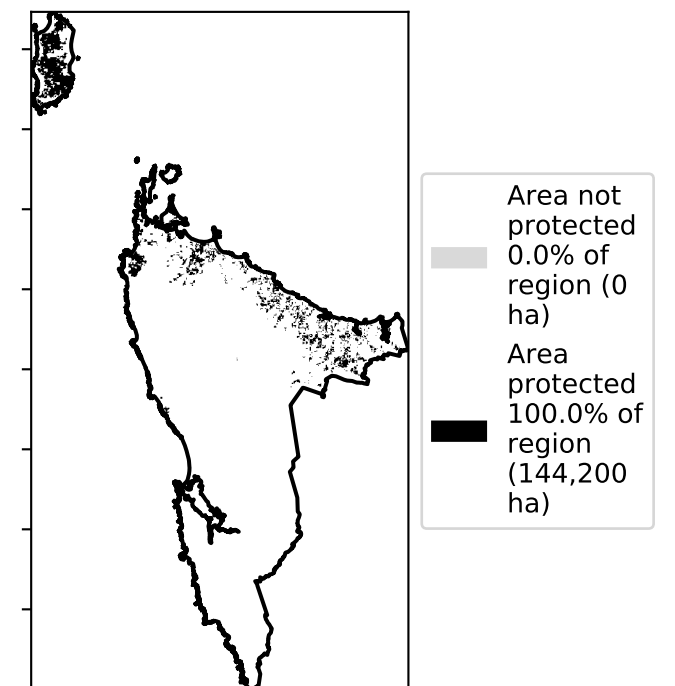 Area not
protected
0.0% of
region (0
ha)
Area
protected
100.0% of
region
(144,200
ha)